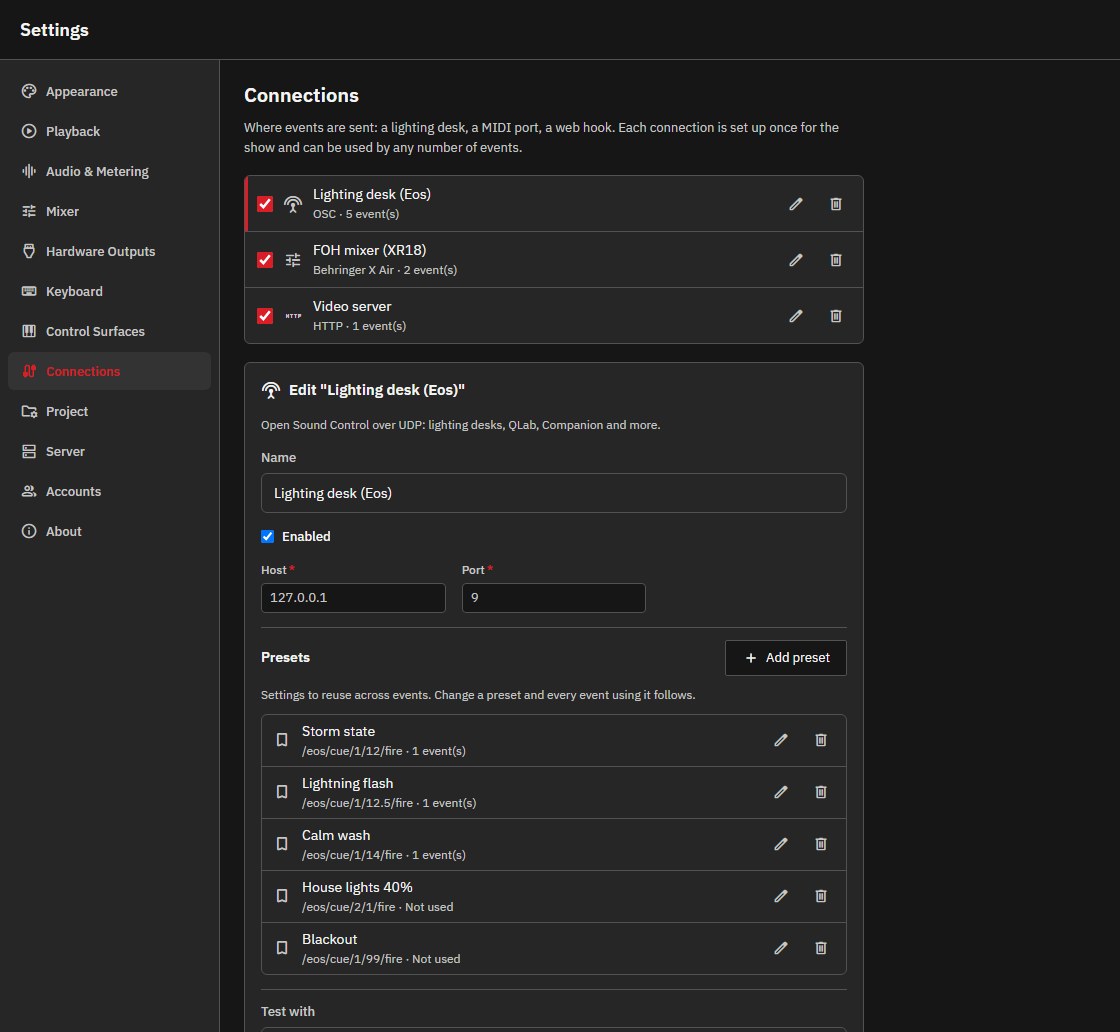 Settings
Appearance
Playback
Audio & Metering
Mixer
Hardware Outputs
Keyboard
Control Surfaces
Connections
Project
Server
Accounts
About
Connections
Where events are sent: a lighting desk, a MIDI port, a web hook. Each connection is set up once for the
show and can be used by any number of events.
Lighting desk (Eos)
OSC · 5 event(s)
FOH mixer (XR18)
Behringer X Air · 2 event(s)
HTTP
Video server
HTTP · 1 event(s)
Edit "Lighting desk (Eos)"
Open Sound Control over UDP: lighting desks, QLab, Companion and more.
Name
Lighting desk (Eos)
Enabled
Host *
Port *
127.0.0.1
9
Presets
+ Add preset
Settings to reuse across events. Change a preset and every event using it follows.
Storm state
/eos/cue/1/12/fire · 1 event(s)
Lightning flash
/eos/cue/1/12.5/fire · 1 event(s)
Calm wash
/eos/cue/1/14/fire · 1 event(s)
House lights 40%
/eos/cue/2/1/fire · Not used
Blackout
/eos/cue/1/99/fire · Not used
Test with